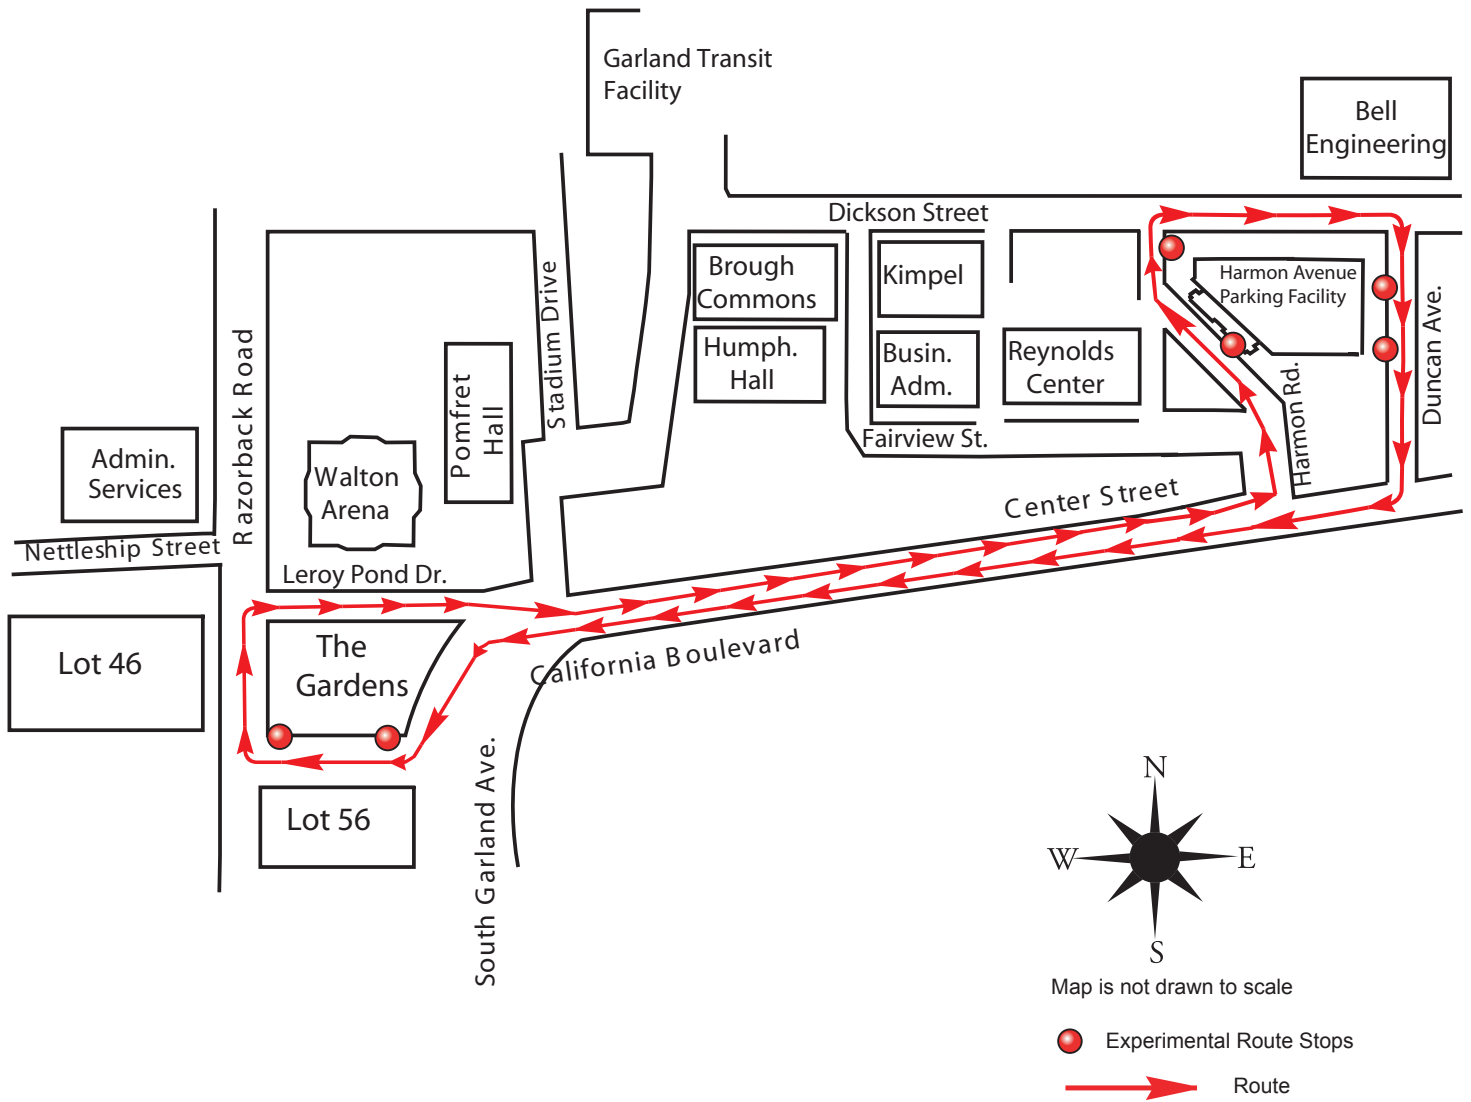 Garland Transit
Facility
Bell
Engineering
Dickson Street
Brough
Commons
Kimpel
Harmon Avenue
Parking Facility
Stadium Drive
Humph.
Hall
Busin.
Adm.
Reynolds
Center
Duncan Ave.
Harmon Rd.
Razorback Road
Pomfret
Hall
Fairview St.
Admin.
Services
Walton
Arena
Center Street
Nettleship Street
Leroy Pond Dr.
Lot 46
The
Gardens
California Boulevard
Lot 56
South Garland Ave.
N
W
E
S
Map is not drawn to scale
Experimental Route Stops
Route